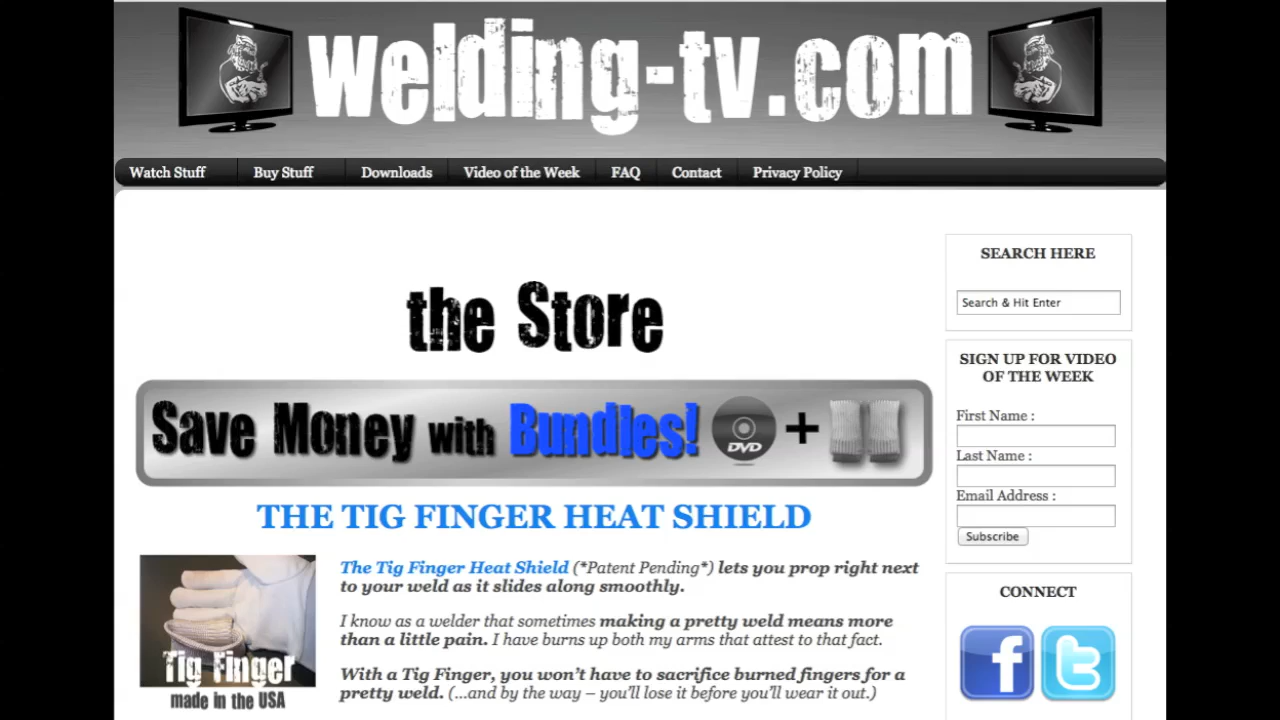 welding-tv.com
Watch Stuff Buy Stuff Downloads Video of the Week FAQ Contact Privacy Policy
the Store
Save Money with Bundles! DVD +
THE TIG FINGER HEAT SHIELD
Tig Finger
made in the USA
The Tig Finger Heat Shield (*Patent Pending*) lets you prop right next
to your weld as it slides along smoothly.
I know as a welder that sometimes making a pretty weld means more
than a little pain. I have burns up both my arms that attest to that fact.
With a Tig Finger, you won't have to sacrifice burned fingers for a
pretty weld. (...and by the way – you'll lose it before you'll wear it out.)
SEARCH HERE
Search & Hit Enter
SIGN UP FOR VIDEO
OF THE WEEK
First Name :
Last Name :
Email Address :
Subscribe
CONNECT
f t